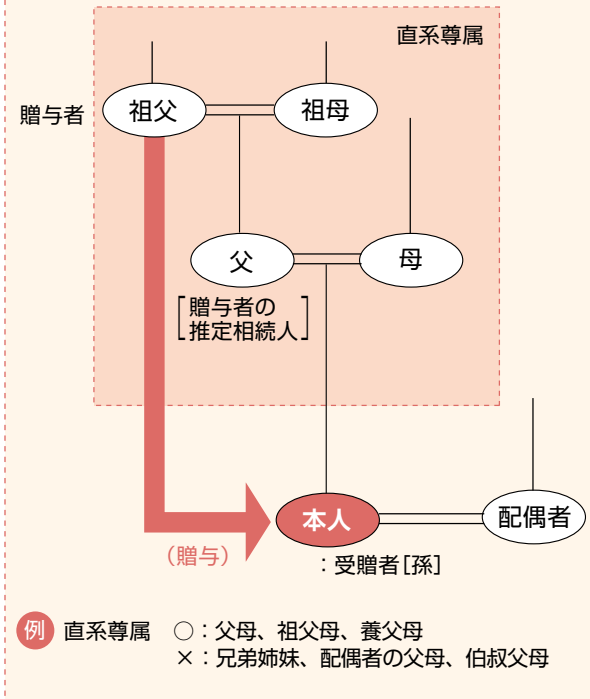 直系尊属
贈与者
祖父
祖母
父
母
[贈与者の
推定相続人]
本人
配偶者
(贈与)
:受贈者[孫]
例 直系尊属 ○:父母、祖父母、養父母
×:兄弟姉妹、配偶者の父母、伯叔父母